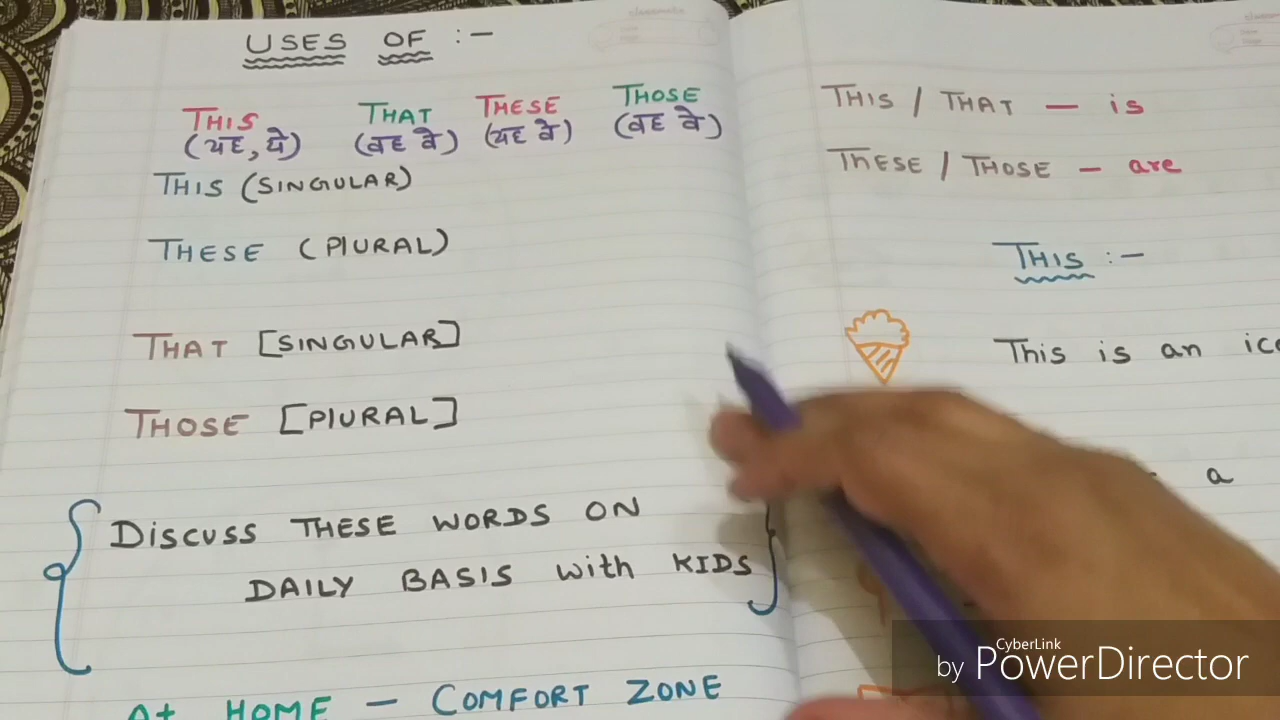 USES OF :-
THIS THAT THESE THOSE
(यह, ये) (वह वे) (यह वे) (वह वे)
THIS (SINGULAR)
THESE (PlURAL)
THAT [SINGULAR]
THOSE [PlURAL]
Discuss THESE WORDS ON
DAILY BASIS with KIDS
At HOME - COMFORT ZONE
classmate
THIS / THAT - is
THESE / THOSE - are
THIS :-
This is an ice
a
CyberLink
by PowerDirector